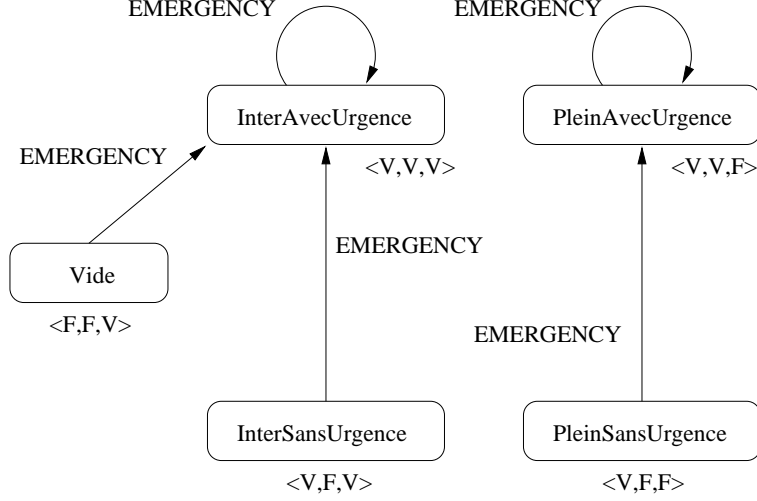 EMERGENCY
EMERGENCY
InterAvecUrgence
PleinAvecUrgence
EMERGENCY
<V,V,V>
<V,V,F>
EMERGENCY
Vide
<F,F,V>
EMERGENCY
InterSansUrgence
PleinSansUrgence
<V,F,V>
<V,F,F>